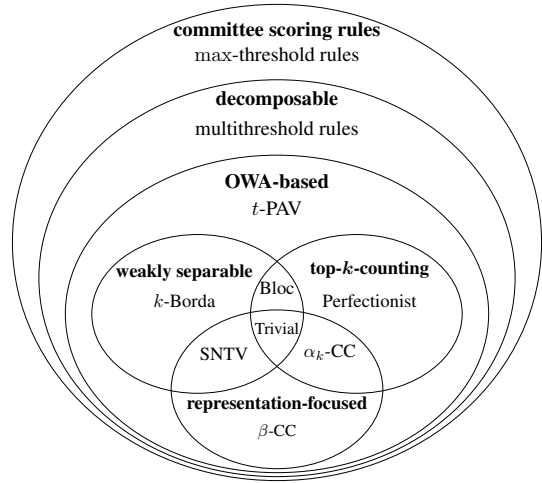 committee scoring rules
max-threshold rules
decomposable
multithreshold rules
OWA-based
t-PAV
weakly separable
top-k-counting
Bloc
k-Borda
Perfectionist
Trivial
SNTV
αₖ-CC
representation-focused
β-CC